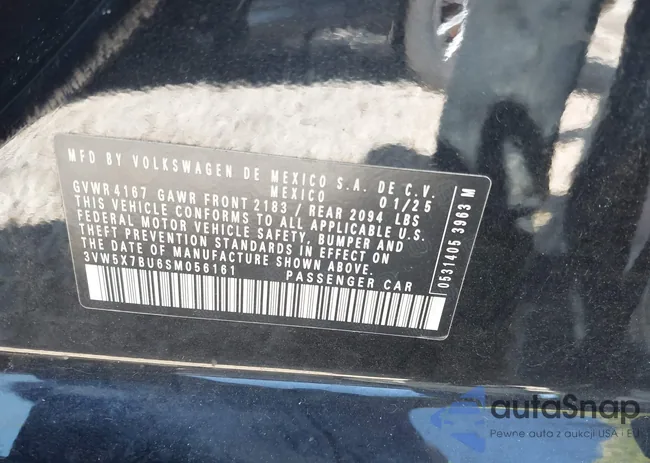 MFD BY VOLKSWAGEN DE MEXICO S.A. DE C.V.
MEXICO 01/25
GVWR 4167 GAWR FRONT 2183 / REAR 2094 LBS
THIS VEHICLE CONFORMS TO ALL APPLICABLE U.S.
FEDERAL MOTOR VEHICLE SAFETY, BUMPER AND
THEFT PREVENTION STANDARDS IN EFFECT ON
THE DATE OF MANUFACTURE SHOWN ABOVE.
3VW5X7BU6SM056161 PASSENGER CAR
0531405 3963 M
autoSnap
Pewne auta z aukcji USA i EU